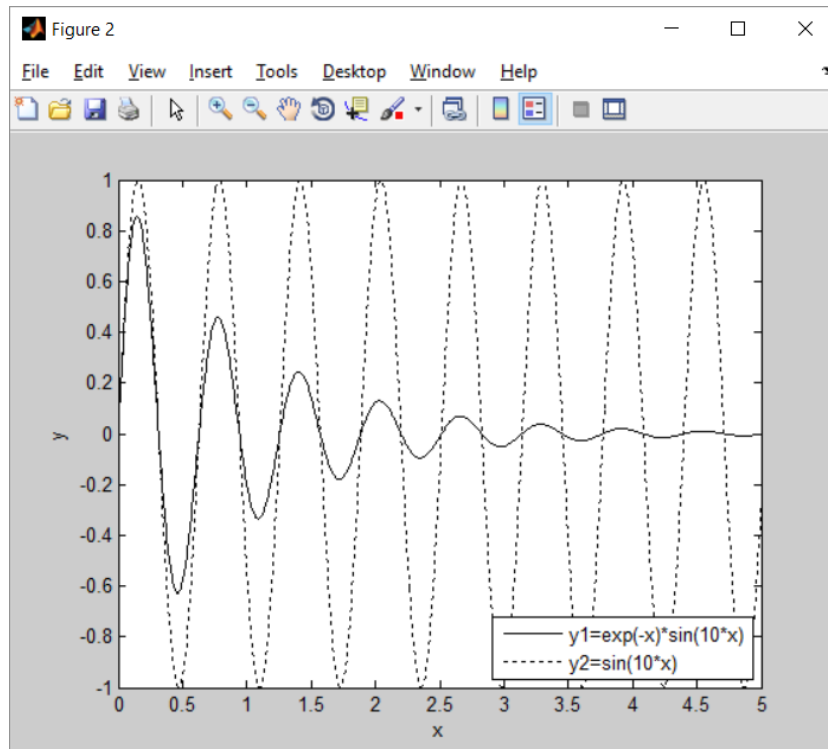 Figure 2
File Edit View Insert Tools Desktop Window Help
1
0.8
0.6
0.4
0.2
0
-0.2
-0.4
-0.6
-0.8
-1
y
y1=exp(-x)*sin(10*x)
y2=sin(10*x)
0 0.5 1 1.5 2 2.5 3 3.5 4 4.5 5
x